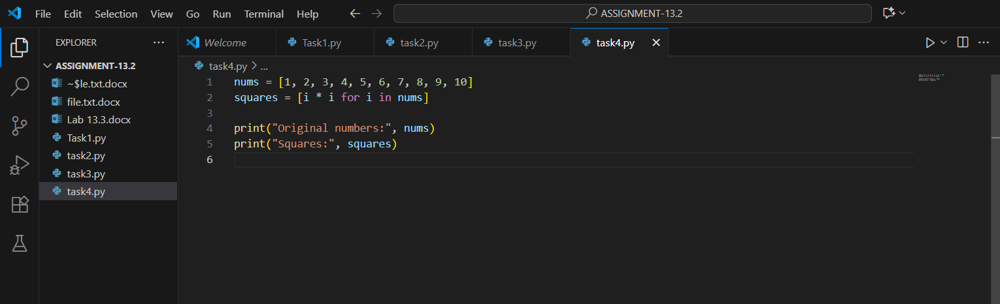 File Edit Selection View Go Run Terminal Help ASSIGNMENT-13.2
EXPLORER
ASSIGNMENT-13.2
~$le.txt.docx
file.txt.docx
Lab 13.3.docx
Task1.py
task2.py
task3.py
task4.py
Welcome Task1.py task2.py task3.py task4.py
task4.py > ...
1 nums = [1, 2, 3, 4, 5, 6, 7, 8, 9, 10]
2 squares = [i * i for i in nums]
3
4 print("Original numbers:", nums)
5 print("Squares:", squares)
6